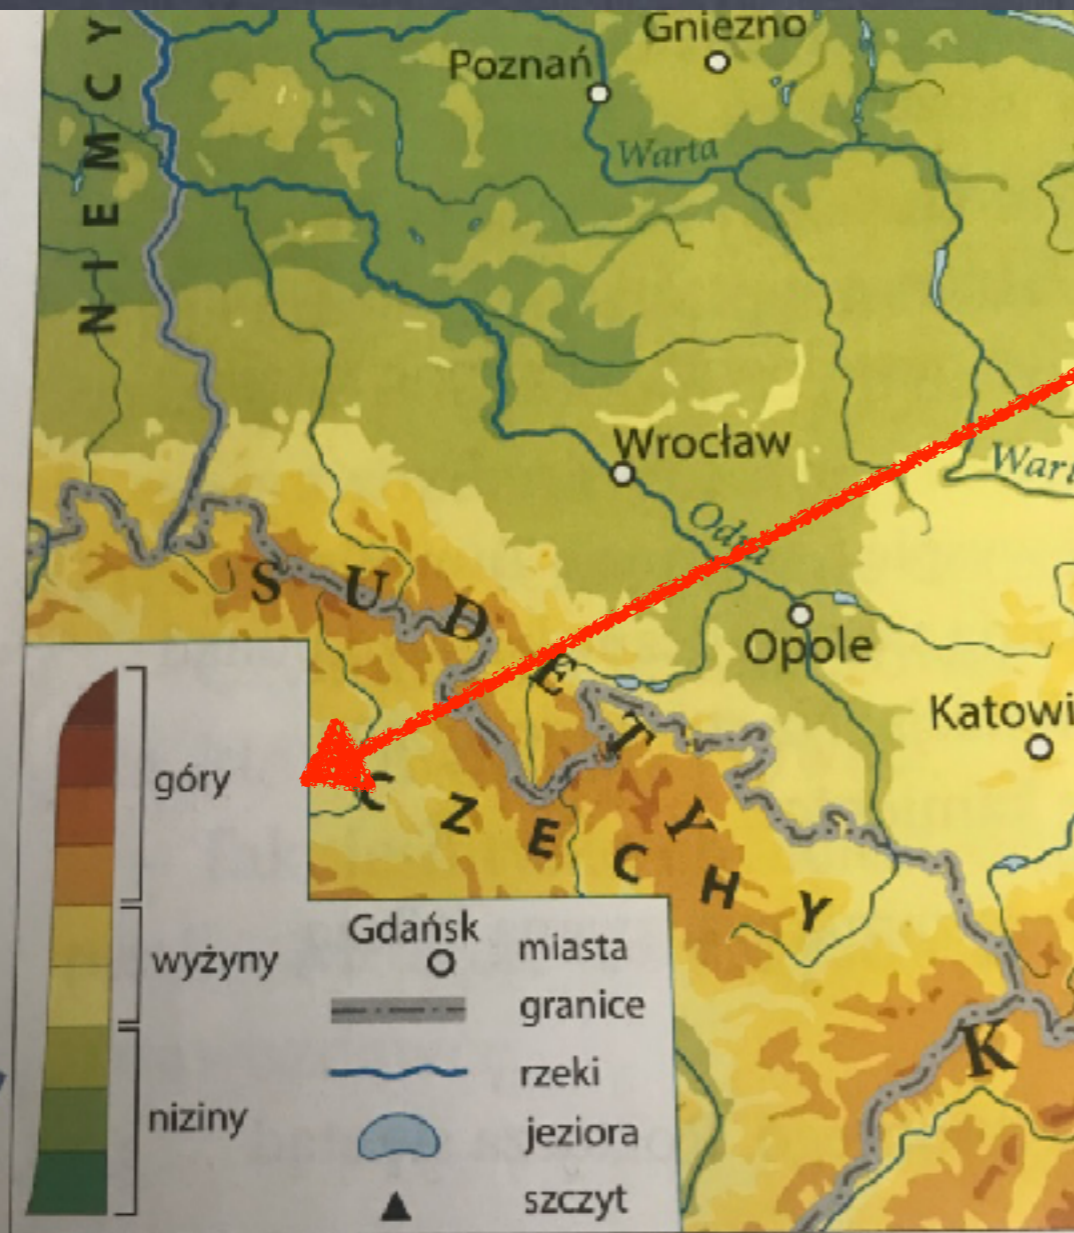 NIEMCY
Gniezno
Poznań
Warta
Wrocław
Odra
Opole
Katowi
SUDETY
CZECHY
K
góry
wyżyny
niziny
Gdańsk
miasta
granice
rzeki
jeziora
szczyt